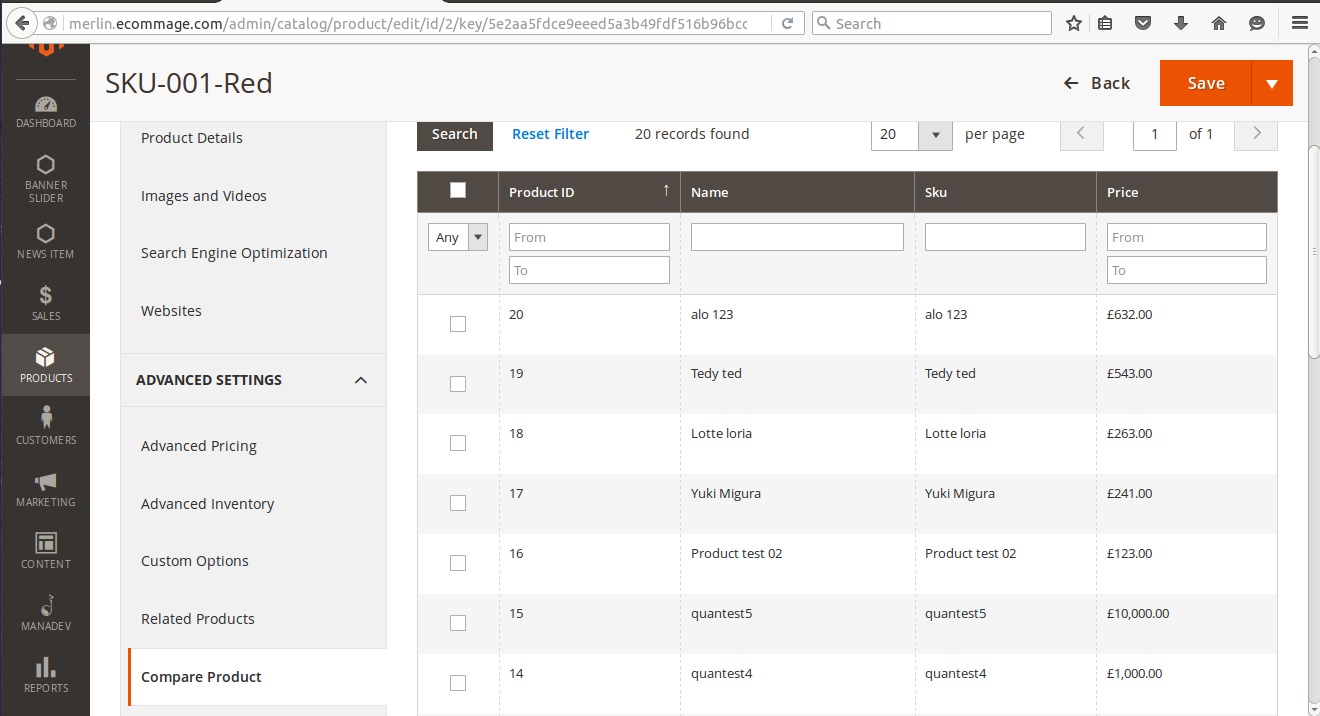 merlin.ecommage.com/admin/catalog/product/edit/id/2/key/5e2aa5fdce9eeed5a3b49fdf516b96bcc
Search
SKU-001-Red
Back
Save
DASHBOARD
BANNER
SLIDER
NEWS ITEM
$
SALES
PRODUCTS
CUSTOMERS
MARKETING
CONTENT
MANADEV
REPORTS
Product Details
Images and Videos
Search Engine Optimization
Websites
ADVANCED SETTINGS
Advanced Pricing
Advanced Inventory
Custom Options
Related Products
Compare Product
Search Reset Filter 20 records found 20 per page 1 of 1
Product ID ↑ Name Sku Price
Any From From
To To
20 alo 123 alo 123 £632.00
19 Tedy ted Tedy ted £543.00
18 Lotte loria Lotte loria £263.00
17 Yuki Migura Yuki Migura £241.00
16 Product test 02 Product test 02 £123.00
15 quantest5 quantest5 £10,000.00
14 quantest4 quantest4 £1,000.00